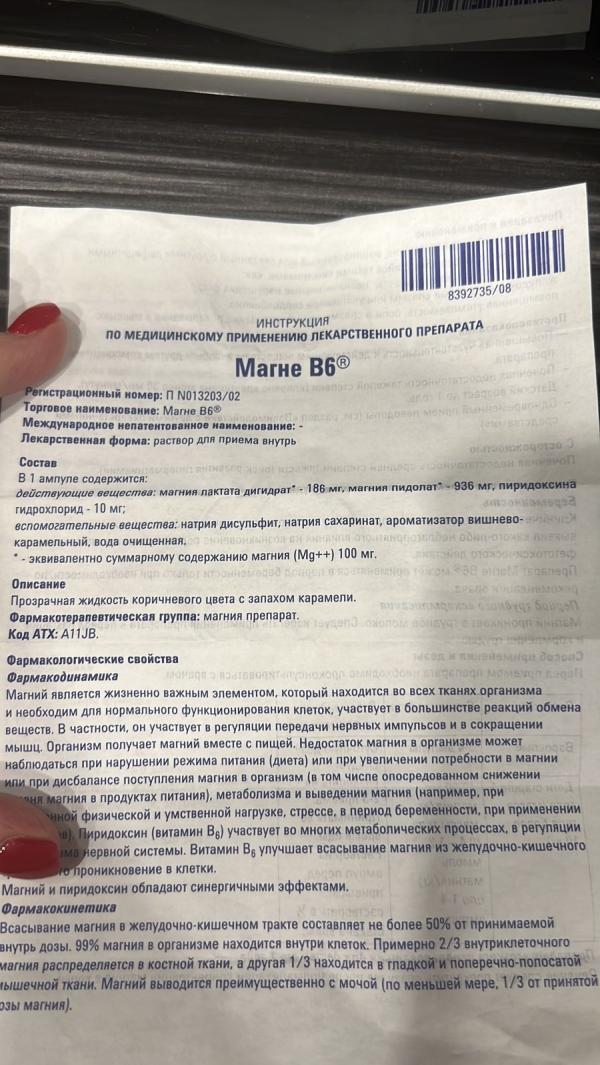 8392735/08
ИНСТРУКЦИЯ
ПО МЕДИЦИНСКОМУ ПРИМЕНЕНИЮ ЛЕКАРСТВЕННОГО ПРЕПАРАТА
Магне В6®
Регистрационный номер: П N013203/02
Торговое наименование: Магне В6®
Международное непатентованное наименование: -
Лекарственная форма: раствор для приема внутрь
Состав
В 1 ампуле содержится:
действующие вещества: магния лактата дигидрат* - 186 мг, магния пидолат* - 936 мг, пиридоксина
гидрохлорид - 10 мг;
вспомогательные вещества: натрия дисульфит, натрия сахаринат, ароматизатор вишнево-
карамельный, вода очищенная.
* - эквивалентно суммарному содержанию магния (Mg++) 100 мг.
Описание
Прозрачная жидкость коричневого цвета с запахом карамели.
Фармакотерапевтическая группа: магния препарат.
Код АТХ: A11JB.
Фармакологические свойства
Фармакодинамика
Магний является жизненно важным элементом, который находится во всех тканях организма
и необходим для нормального функционирования клеток, участвует в большинстве реакций обмена
веществ. В частности, он участвует в регуляции передачи нервных импульсов и в сокращении
мышц. Организм получает магний вместе с пищей. Недостаток магния в организме может
наблюдаться при нарушении режима питания (диета) или при увеличении потребности в магнии
или при дисбалансе поступления магния в организм (в том числе опосредованном снижении
магния в продуктах питания), метаболизма и выведении магния (например, при
физической и умственной нагрузке, стрессе, в период беременности, при применении
Пиридоксин (витамин В6) участвует во многих метаболических процессах, в регуляции
нервной системы. Витамин В6 улучшает всасывание магния из желудочно-кишечного
проникновение в клетки.
Магний и пиридоксин обладают синергичными эффектами.
Фармакокинетика
Всасывание магния в желудочно-кишечном тракте составляет не более 50% от принимаемой
внутрь дозы. 99% магния в организме находится внутри клеток. Примерно 2/3 внутриклеточного
магния распределяется в костной ткани, а другая 1/3 находится в гладкой и поперечно-полосатой
мышечной ткани. Магний выводится преимущественно с мочой (по меньшей мере, 1/3 от принятой
дозы магния).